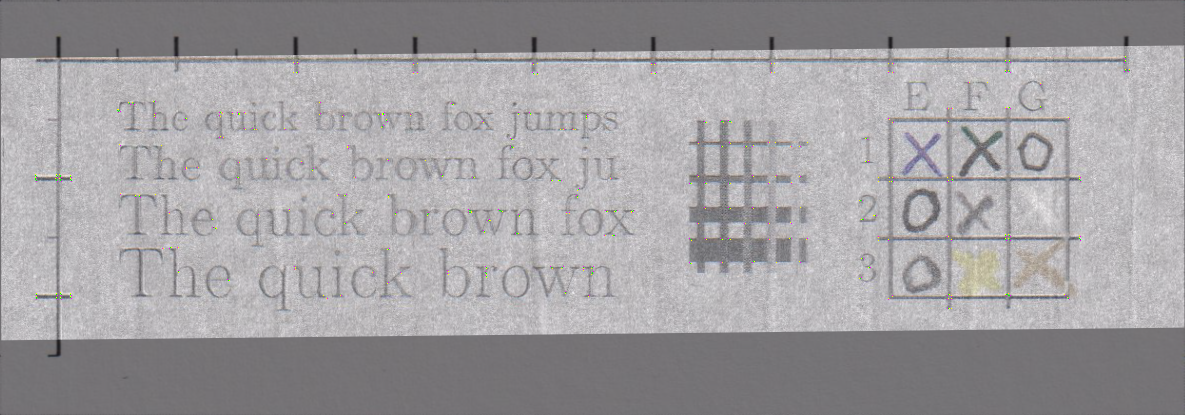 The quick brown fox jumps
The quick brown fox ju
The quick brown fox
The quick brown
E F G
1 X X O
2 O X
3 O X